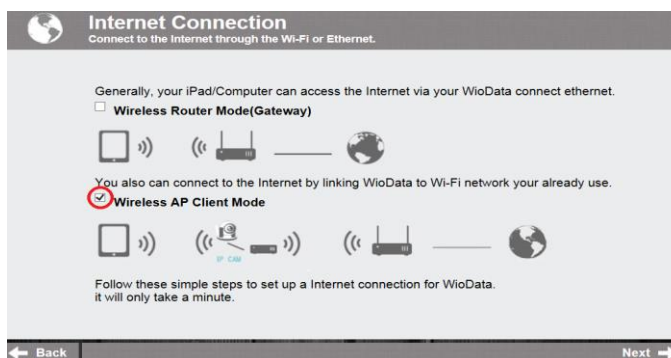 Internet Connection
Connect to the Internet through the Wi-Fi or Ethernet.
Generally, your iPad/Computer can access the Internet via your WioData connect ethernet.
Wireless Router Mode(Gateway)
You also can connect to the Internet by linking WioData to Wi-Fi network your already use.
Wireless AP Client Mode
IP CAM
Follow these simple steps to set up a Internet connection for WioData.
it will only take a minute.
Back
Next